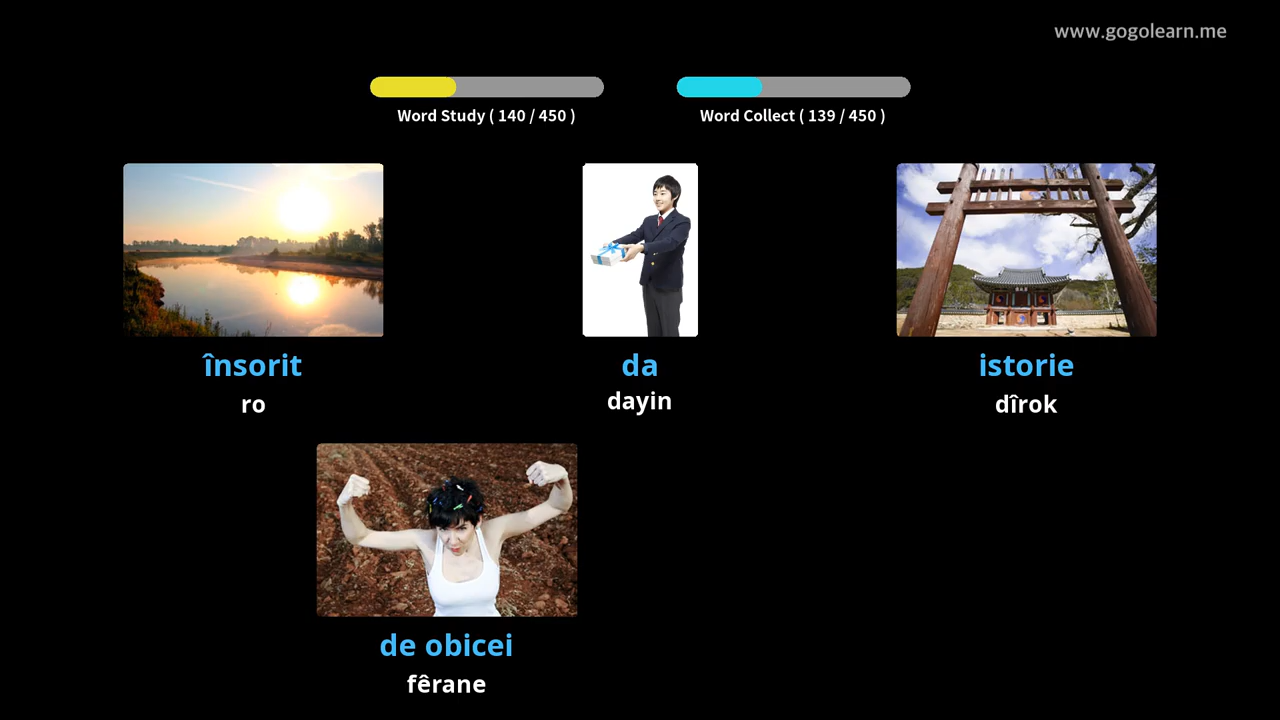 www.gogolearn.me
Word Study ( 140 / 450 )
Word Collect ( 139 / 450 )
însorit
ro
da
dayin
istorie
dîrok
de obicei
fêrane